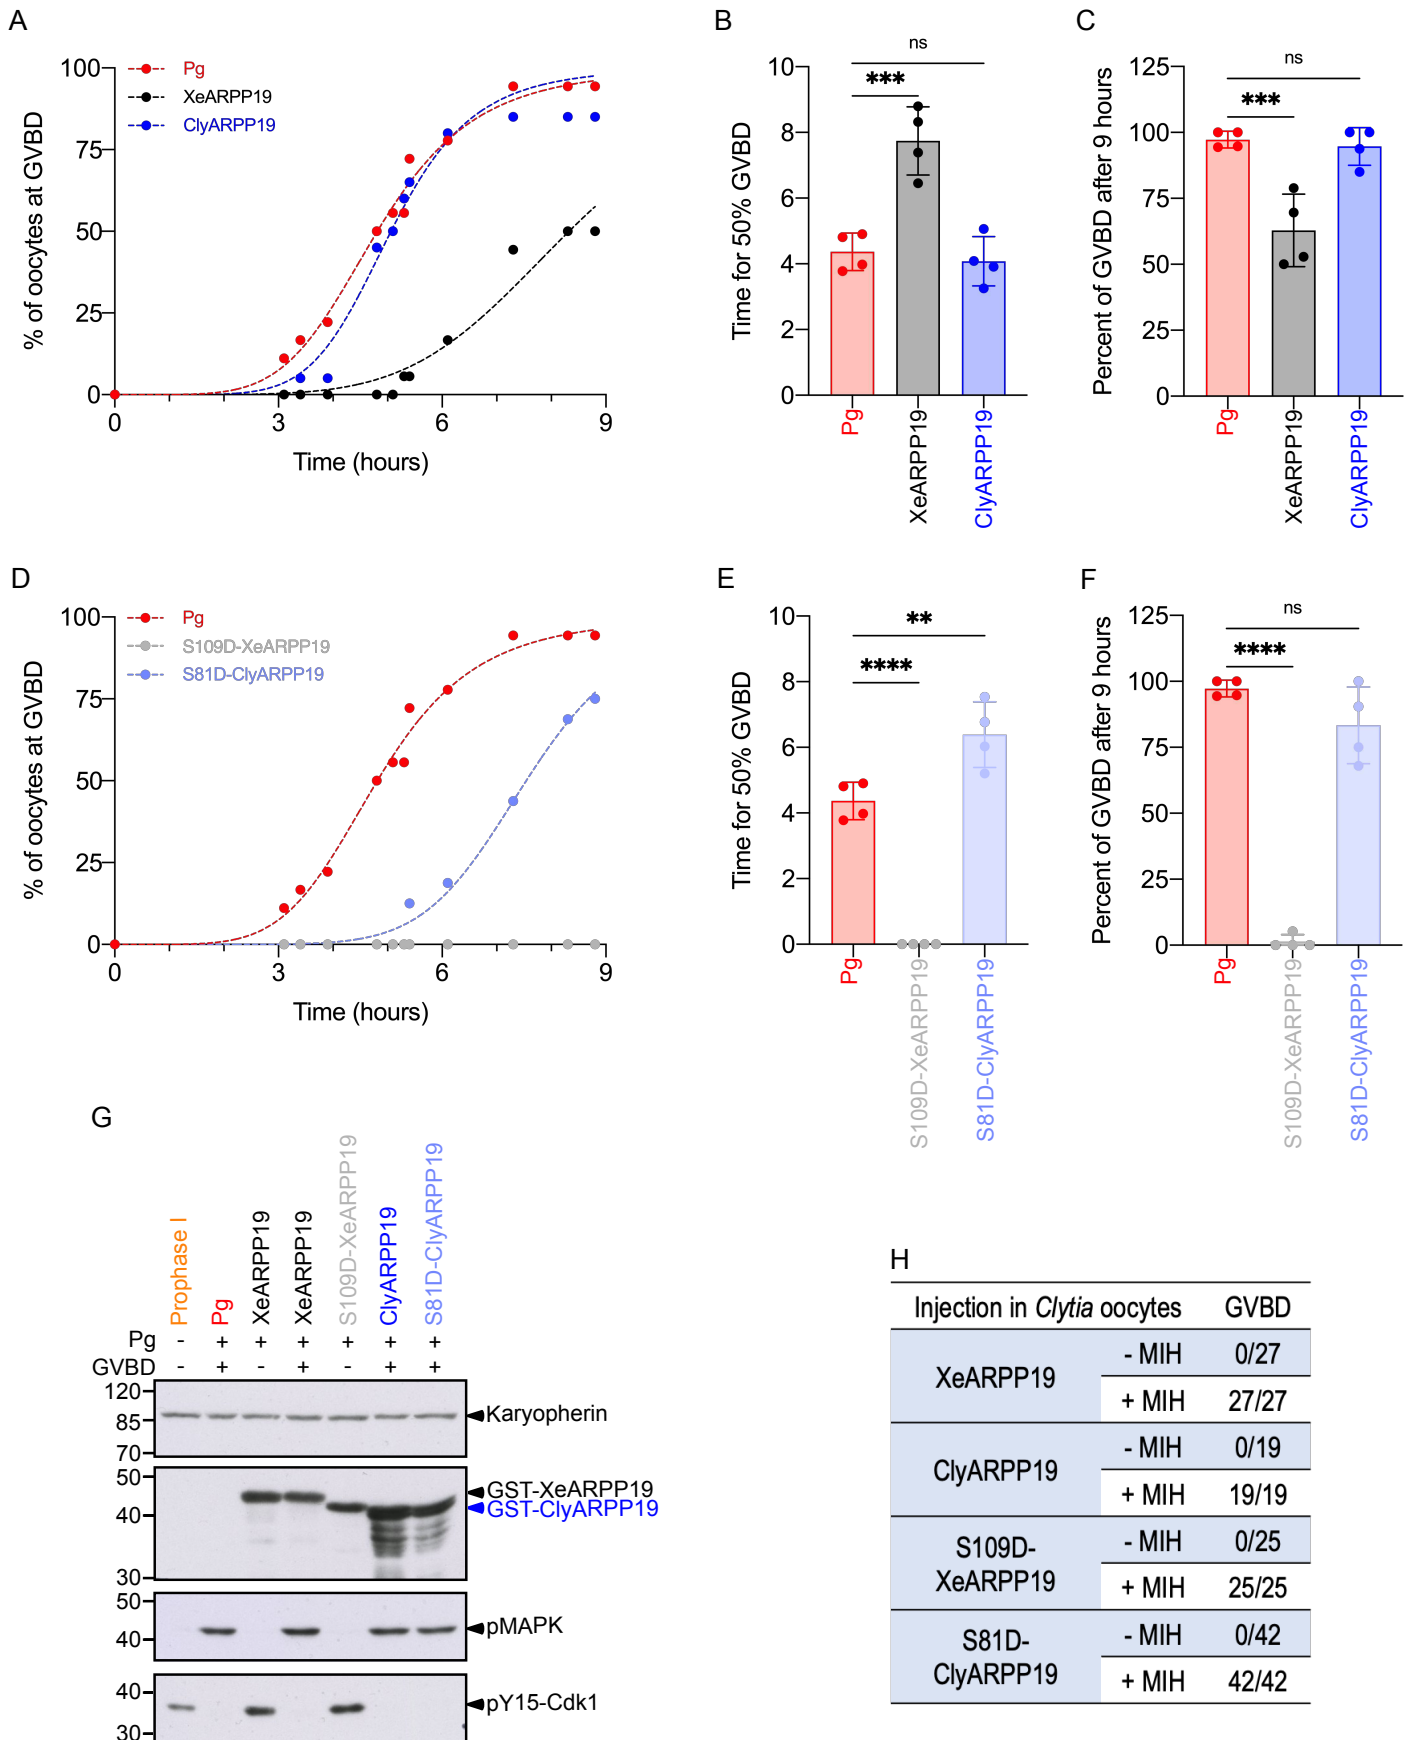 A
100
75
50
25
0
0
3
6
9
% of oocytes at GVBD
Time (hours)
Pg
XeARPP19
ClyARPP19
B
10
8
6
4
2
0
Time for 50% GVBD
ns
***
Pg
XeARPP19
ClyARPP19
C
125
100
75
50
25
0
Percent of GVBD after 9 hours
ns
***
Pg
XeARPP19
ClyARPP19
D
100
75
50
25
0
0
3
6
9
% of oocytes at GVBD
Time (hours)
Pg
S109D-XeARPP19
S81D-ClyARPP19
E
10
8
6
4
2
0
Time for 50% GVBD
**
****
Pg
S109D-XeARPP19
S81D-ClyARPP19
F
125
100
75
50
25
0
Percent of GVBD after 9 hours
ns
****
Pg
S109D-XeARPP19
S81D-ClyARPP19
G
Prophase I
Pg
XeARPP19
XeARPP19
S109D-XeARPP19
ClyARPP19
S81D-ClyARPP19
Pg - + + + + + +
GVBD - + - + - + +
120
85
70
Karyopherin
50
40
30
GST-XeARPP19
GST-ClyARPP19
50
40
pMAPK
40
30
pY15-Cdk1
H
Injection in Clytia oocytes GVBD
XeARPP19
- MIH 0/27
+ MIH 27/27
ClyARPP19
- MIH 0/19
+ MIH 19/19
S109D-
XeARPP19
- MIH 0/25
+ MIH 25/25
S81D-
ClyARPP19
- MIH 0/42
+ MIH 42/42